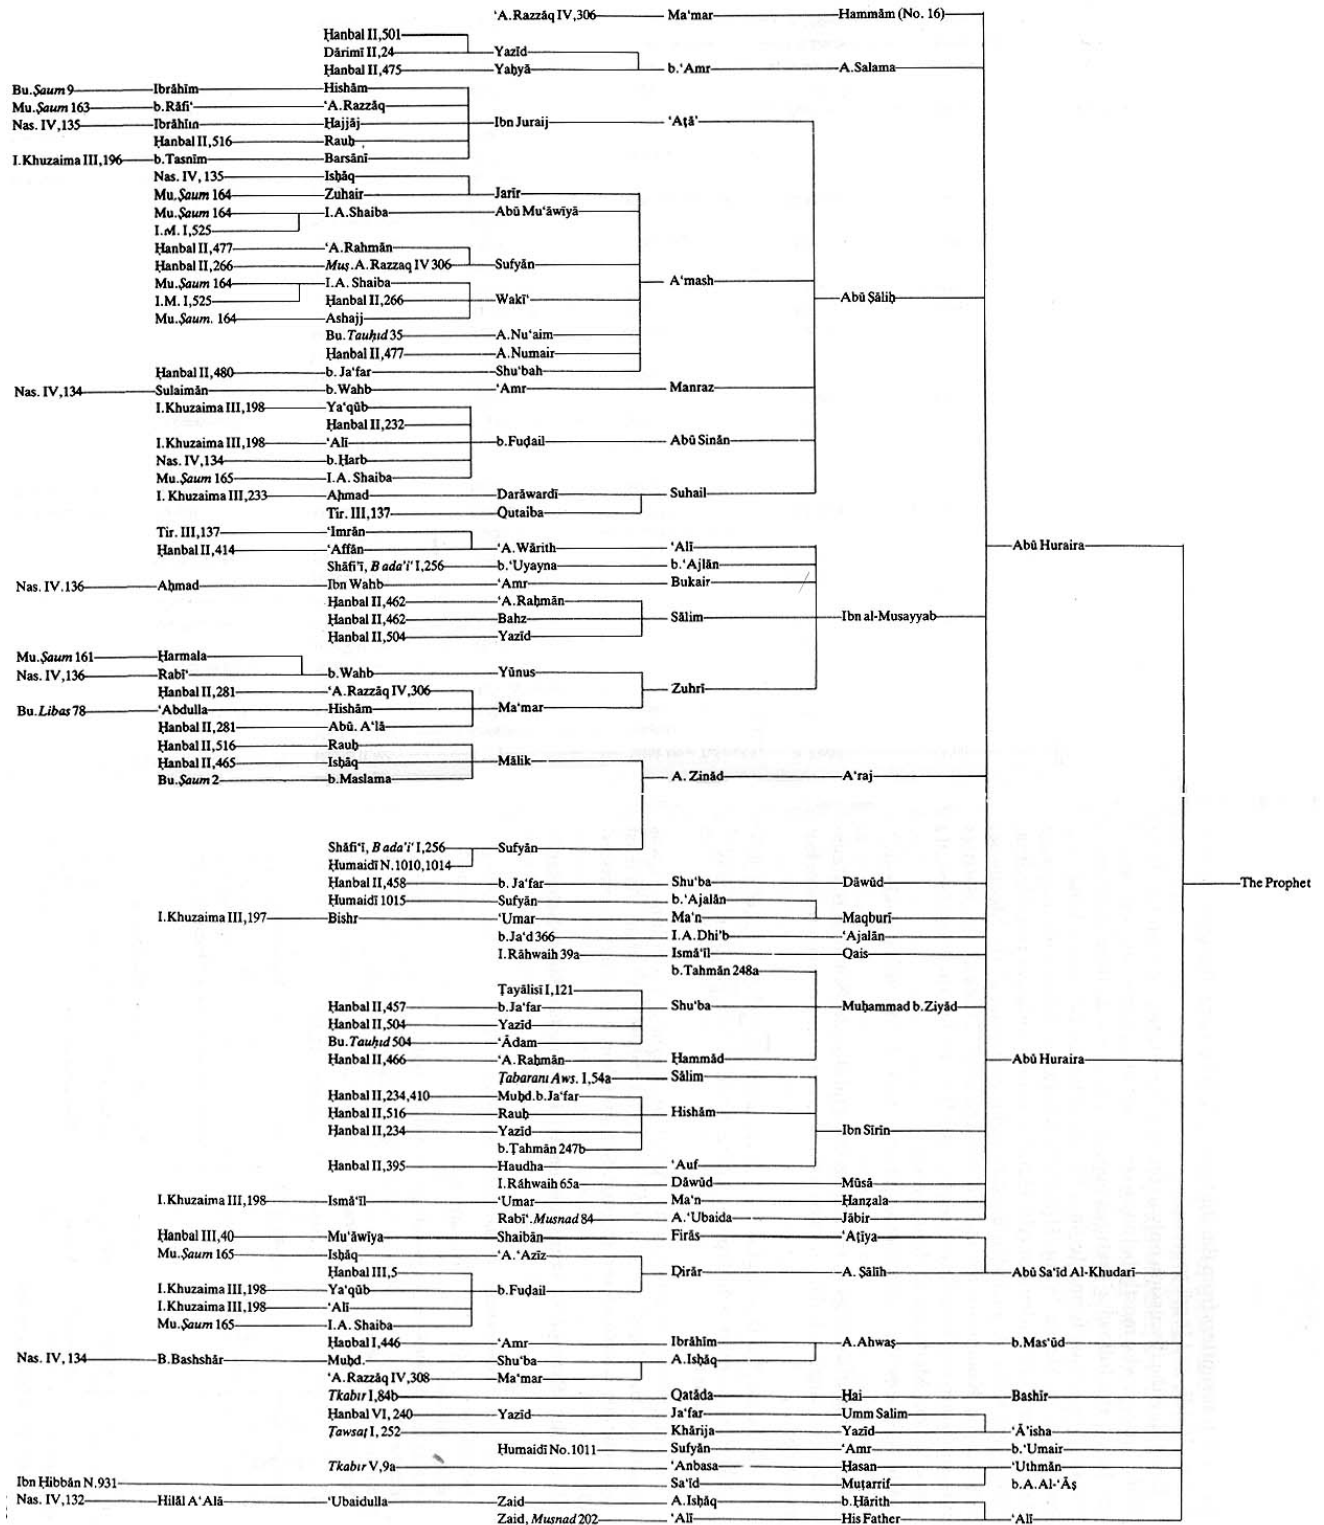 ‘A.Razzāq IV,306 Ma‘mar Hammām (No. 16)
Ḥanbal II,501
Dārimī II,24 Yazīd
Ḥanbal II,475 Yaḥyā b.‘Amr A.Salama
Bu.Ṣaum 9 Ibrāhīm Hishām
Mu.Ṣaum 163 b.Rāfi‘ ‘A.Razzāq
Nas. IV,135 Ibrāhīm Hajjāj Ibn Juraij ‘Aṭā’
Ḥanbal II,516 Rauḥ
I.Khuzaima III,196 b.Tasnīm Barsānī
Nas. IV, 135 Isḥāq
Mu.Ṣaum 164 Zuhair Jarīr
Mu.Ṣaum 164 I.A.Shaiba Abū Mu‘āwīyā
I.M. I,525
Ḥanbal II,477 ‘A.Rahmān
Ḥanbal II,266 Muṣ.A.Razzaq IV 306 Sufyān
Mu.Ṣaum 164 I.A. Shaiba A‘mash
I.M. I,525 Ḥanbal II,266 Wakī‘ Abū Ṣāliḥ
Mu.Ṣaum. 164 Ashajj
Bu.Tauḥīd 35 A.Nu‘aim
Ḥanbal II,477 A.Numair
Ḥanbal II,480 b. Ja‘far Shu‘bah
Nas. IV,134 Sulaimān b.Wahb ‘Amr Manraz
I.Khuzaima III,198 Ya‘qūb
Ḥanbal II,232
I.Khuzaima III,198 ‘Alī b.Fuḍail Abū Sinān
Nas. IV,134 b.Harb
Mu.Ṣaum 165 I.A. Shaiba
I. Khuzaima III,233 Aḥmad Darāwardī Suhail
Tir. III,137 Qutaiba
Tir. III,137 ‘Imrān
Ḥanbal II,414 ‘Affān ‘A.Wārith ‘Alī Abū Huraira
Shāfi‘ī, Bada’i‘ I,256 b.‘Uyayna b.‘Ajlān
Nas. IV.136 Aḥmad Ibn Wahb ‘Amr Bukair
Ḥanbal II,462 ‘A.Raḥmān
Ḥanbal II,462 Bahz Sālim Ibn al-Musayyab
Ḥanbal II,504 Yazīd
Mu.Ṣaum 161 Ḥarmala
Nas. IV,136 Rabī‘ b.Wahb Yūnus
Ḥanbal II,281 ‘A.Razzāq IV,306 Zuhrī
Bu.Libas 78 ‘Abdulla Hishām Ma‘mar
Ḥanbal II,281 Abū. A‘lā
Ḥanbal II,516 Rauḥ
Ḥanbal II,465 Isḥāq Mālik
Bu.Ṣaum 2 b.Maslama A. Zinād A‘raj
Shāfi‘ī, Bada’i‘ I,256 Sufyān
Humaidī N.1010,1014
Ḥanbal II,458 b. Ja‘far Shu‘ba Dāwūd The Prophet
Humaidī 1015 Sufyān b.‘Ajalān
I.Khuzaima III,197 Bishr ‘Umar Ma‘n Maqburī
b.Ja‘d 366 I.A.Dhi’b ‘Ajalān
I.Rāhwaih 39a Ismā‘īl Qais
b.Tahmān 248a
Ṭayālisī I,121
Ḥanbal II,457 b.Ja‘far Shu‘ba Muḥammad b.Ziyād
Ḥanbal II,504 Yazīd
Bu.Tauḥīd 504 ‘Ādam
Ḥanbal II,466 ‘A.Raḥmān Ḥammād Abū Huraira
Ṭabarani Aws. I,54a Sālim
Ḥanbal II,234,410 Muḥd.b.Ja‘far
Ḥanbal II,516 Rauḥ Hishām
Ḥanbal II,234 Yazīd Ibn Sīrīn
b.Ṭahmān 247b
Ḥanbal II,395 Haudha ‘Auf
I.Rāhwaih 65a Dāwūd Mūsā
I.Khuzaima III,198 Ismā‘īl ‘Umar Ma‘n Ḥanẓala
Rabī‘.Musnad 84 A.‘Ubaida Jābir
Ḥanbal III,40 Mu‘āwīya Shaibān Firās ‘Aṭīya
Mu.Ṣaum 165 Isḥāq ‘A.‘Azīz
Ḥanbal III,5 Ḍirār A. Ṣāliḥ Abū Sa‘īd Al-Khudarī
I.Khuzaima III,198 Ya‘qūb b.Fuḍail
I.Khuzaima III,198 ‘Alī
Mu.Ṣaum 165 I.A. Shaiba
Ḥanbal I,446 ‘Amr Ibrāhīm A.Ahwaṣ b.Mas‘ūd
Nas. IV, 134 B.Bashshār Muḥd. Shu‘ba A.Isḥāq
‘A.Razzāq IV,308 Ma‘mar
Tkabīr I,84b Qatāda Ḥai Bashīr
Ḥanbal VI, 240 Yazīd Ja‘far Umm Salim
Ṭawsaṭ I, 252 Khārija Yazīd ‘Ā’isha
Ḥumaidī No.1011 Sufyān ‘Amr b.‘Umair
Tkabīr V,9a ‘Anbasa Ḥasan ‘Uthmān
Ibn Ḥibbān N.931 Sa‘īd Muṭarrif b.A.Al-‘Āṣ
Nas. IV,132 Hilāl A‘Alā ‘Ubaidulla Zaid A.Isḥāq b.Hārith
Zaid, Musnad 202 ‘Alī His Father ‘Alī